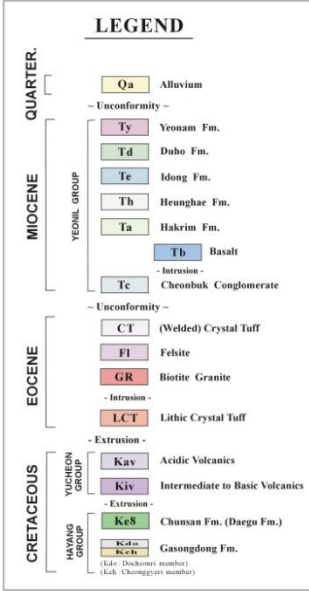 LEGEND
QUARTER.
Qa Alluvium
~ Unconformity ~
MIOCENE
YEONIL GROUP
Ty Yeonam Fm.
Td Duho Fm.
Te Idong Fm.
Th Heunghae Fm.
Ta Hakrim Fm.
Tb Basalt
- Intrusion -
Tc Cheonbuk Conglomerate
~ Unconformity ~
EOCENE
CT (Welded) Crystal Tuff
Fl Felsite
GR Biotite Granite
- Intrusion -
LCT Lithic Crystal Tuff
- Extrusion -
CRETACEOUS
YUCHEON
GROUP
Kav Acidic Volcanics
Kiv Intermediate to Basic Volcanics
- Extrusion -
HAYANG
GROUP
Ke8 Chunsan Fm. (Daegu Fm.)
Kdo
Kch
Gasongdong Fm.
(Kdo : Docheonri member)
(Kch : Cheonggyeri member)